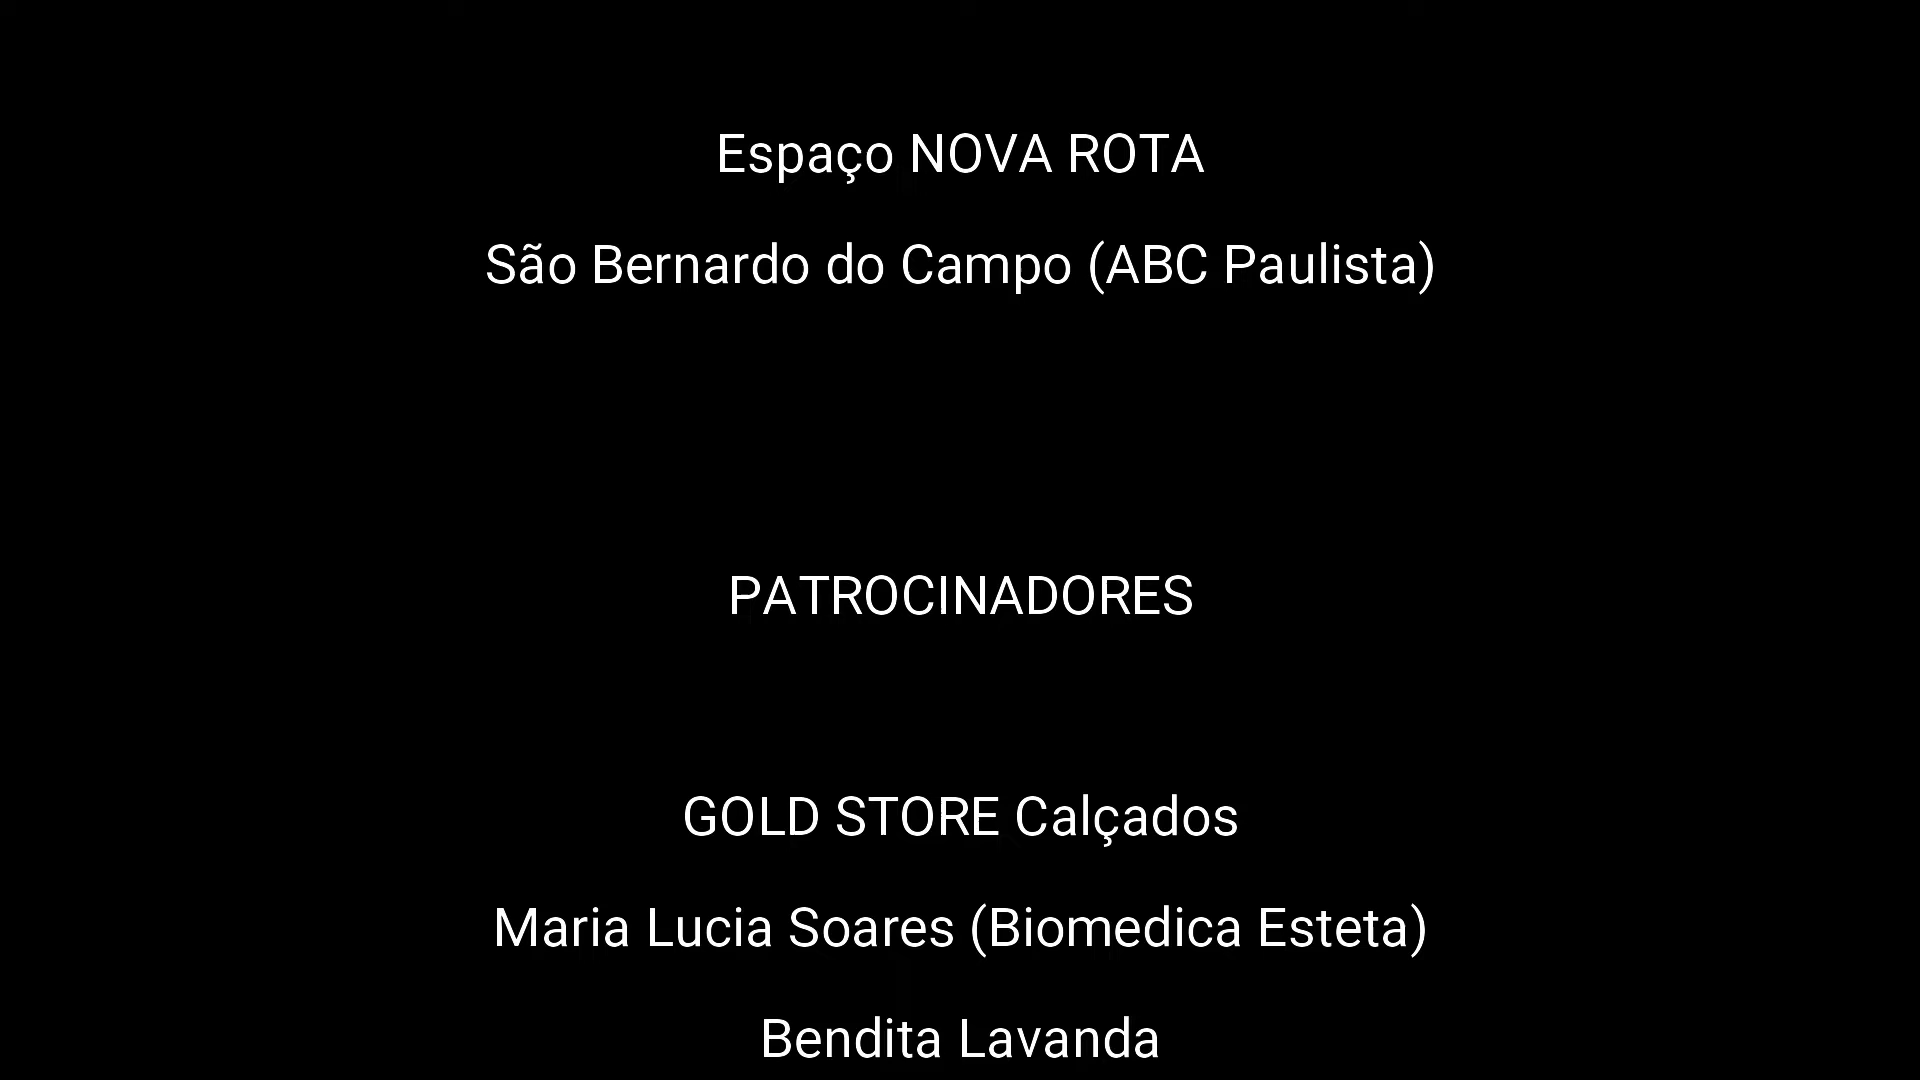 Espaço NOVA ROTA
São Bernardo do Campo (ABC Paulista)
PATROCINADORES
GOLD STORE Calçados
Maria Lucia Soares (Biomedica Esteta)
Bendita Lavanda